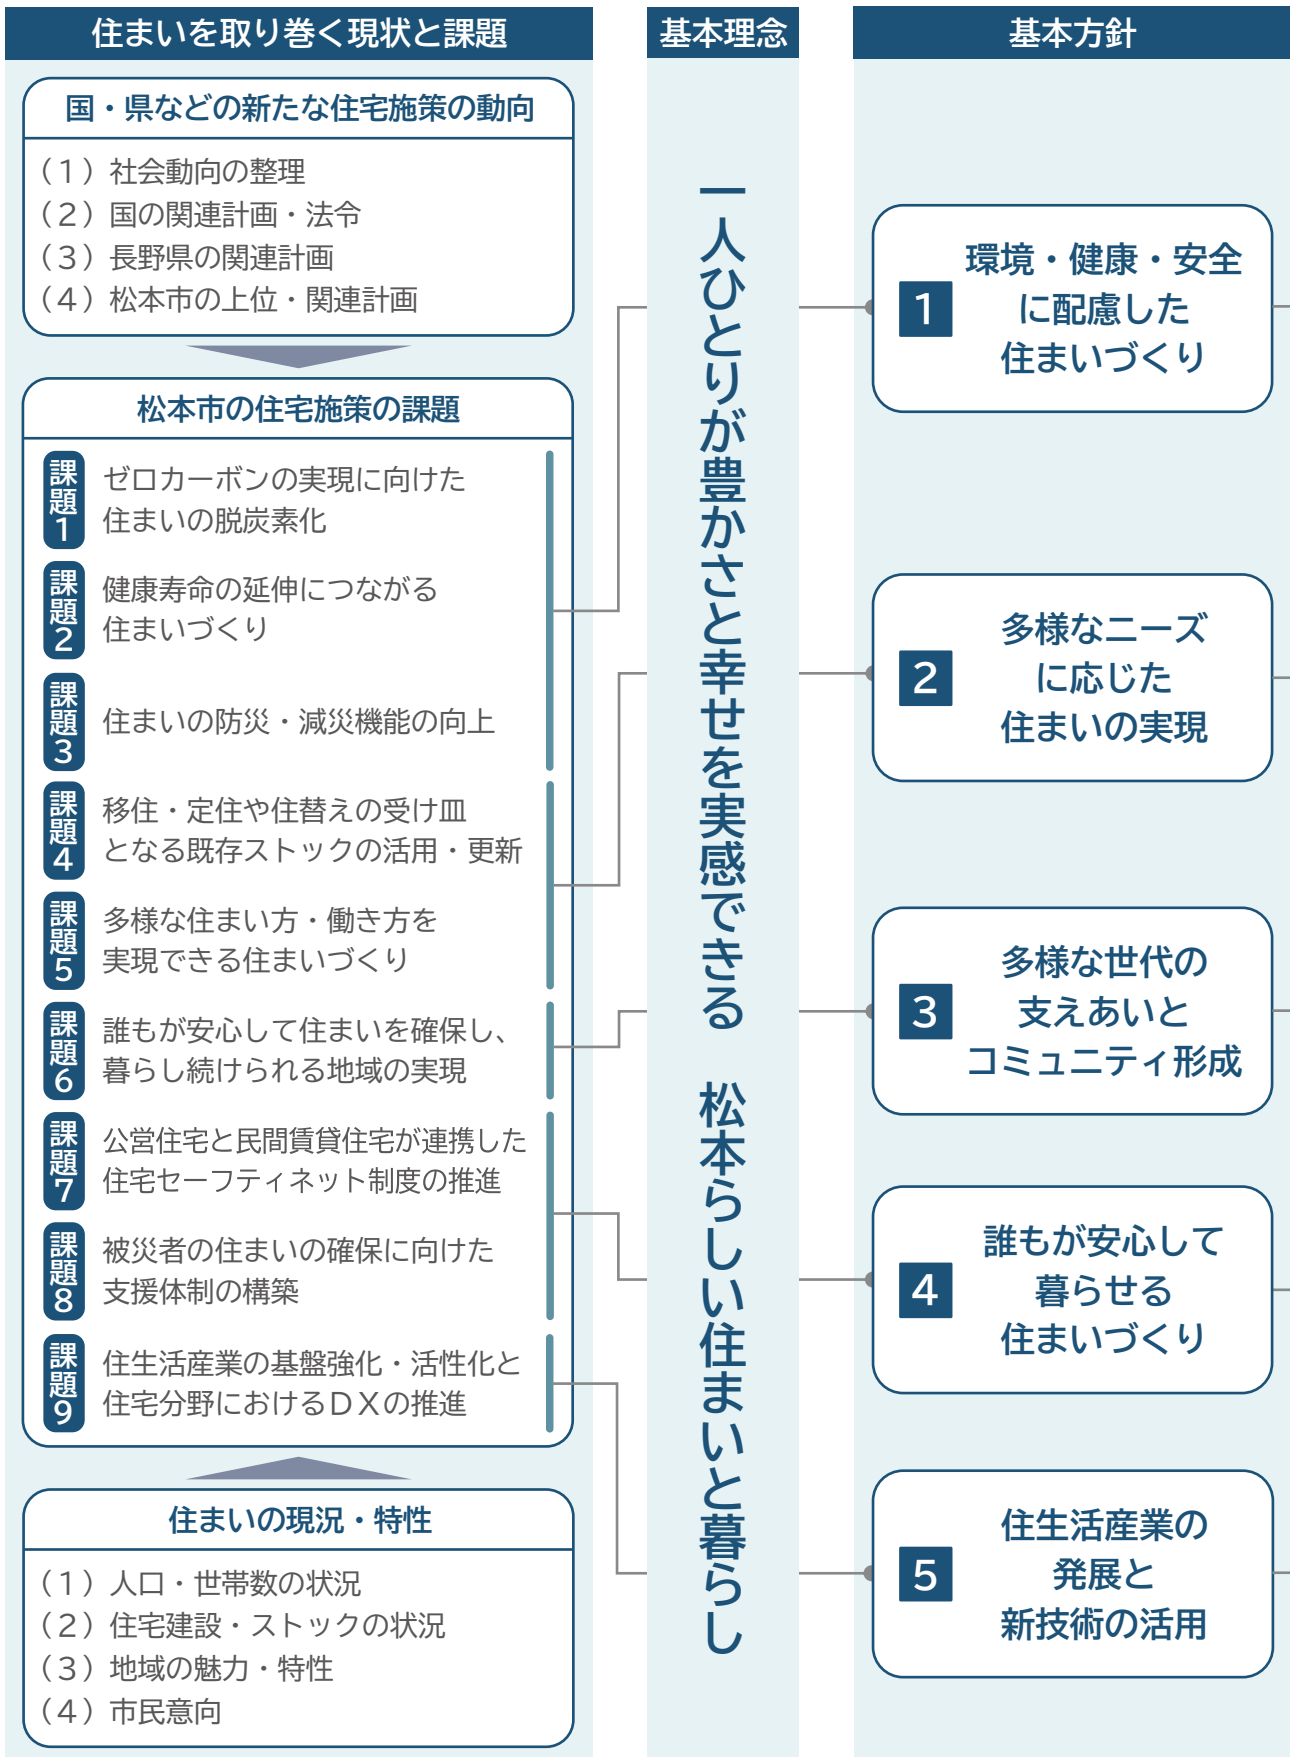 住まいを取り巻く現状と課題
国・県などの新たな住宅施策の動向
（１）社会動向の整理
（２）国の関連計画・法令
（３）長野県の関連計画
（４）松本市の上位・関連計画
松本市の住宅施策の課題
課題1
ゼロカーボンの実現に向けた
住まいの脱炭素化
課題2
健康寿命の延伸につながる
住まいづくり
課題3
住まいの防災・減災機能の向上
課題4
移住・定住や住替えの受け皿
となる既存ストックの活用・更新
課題5
多様な住まい方・働き方を
実現できる住まいづくり
課題6
誰もが安心して住まいを確保し、
暮らし続けられる地域の実現
課題7
公営住宅と民間賃貸住宅が連携した
住宅セーフティネット制度の推進
課題8
被災者の住まいの確保に向けた
支援体制の構築
課題9
住生活産業の基盤強化・活性化と
住宅分野におけるＤＸの推進
住まいの現況・特性
（１）人口・世帯数の状況
（２）住宅建設・ストックの状況
（３）地域の魅力・特性
（４）市民意向
基本理念
一人ひとりが豊かさと幸せを実感できる　松本らしい住まいと暮らし
基本方針
1
環境・健康・安全
に配慮した
住まいづくり
2
多様なニーズ
に応じた
住まいの実現
3
多様な世代の
支えあいと
コミュニティ形成
4
誰もが安心して
暮らせる
住まいづくり
5
住生活産業の
発展と
新技術の活用